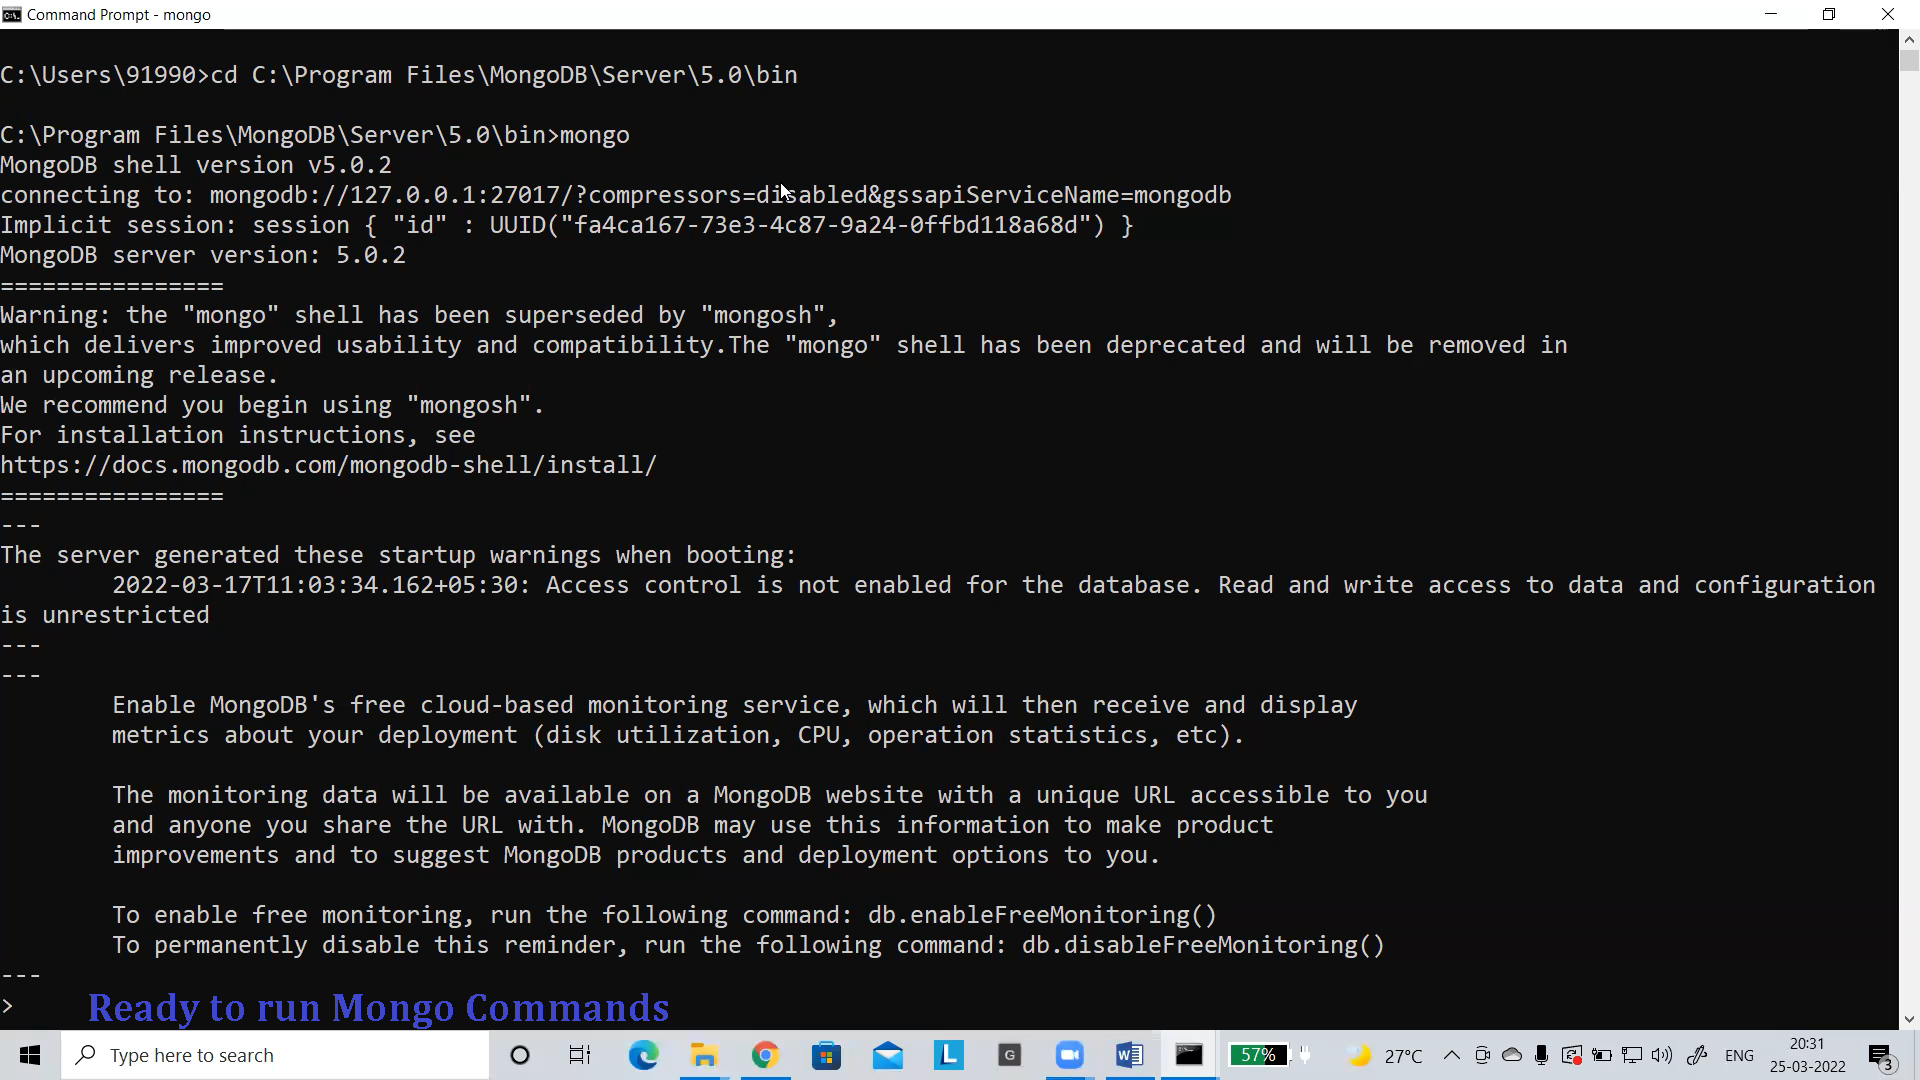 Command Prompt - mongo
C:\Users\91990>cd C:\Program Files\MongoDB\Server\5.0\bin
C:\Program Files\MongoDB\Server\5.0\bin>mongo
MongoDB shell version v5.0.2
connecting to: mongodb://127.0.0.1:27017/?compressors=disabled&gssapiServiceName=mongodb
Implicit session: session { "id" : UUID("fa4ca167-73e3-4c87-9a24-0ffbd118a68d") }
MongoDB server version: 5.0.2
================
Warning: the "mongo" shell has been superseded by "mongosh",
which delivers improved usability and compatibility.The "mongo" shell has been deprecated and will be removed in
an upcoming release.
We recommend you begin using "mongosh".
For installation instructions, see
https://docs.mongodb.com/mongodb-shell/install/
================
---
The server generated these startup warnings when booting:
        2022-03-17T11:03:34.162+05:30: Access control is not enabled for the database. Read and write access to data and configuration
is unrestricted
---
---
        Enable MongoDB's free cloud-based monitoring service, which will then receive and display
        metrics about your deployment (disk utilization, CPU, operation statistics, etc).
        The monitoring data will be available on a MongoDB website with a unique URL accessible to you
        and anyone you share the URL with. MongoDB may use this information to make product
        improvements and to suggest MongoDB products and deployment options to you.
        To enable free monitoring, run the following command: db.enableFreeMonitoring()
        To permanently disable this reminder, run the following command: db.disableFreeMonitoring()
---
> Ready to run Mongo Commands
Type here to search
L
G
W
57%
27°C
ENG
20:31
25-03-2022
3